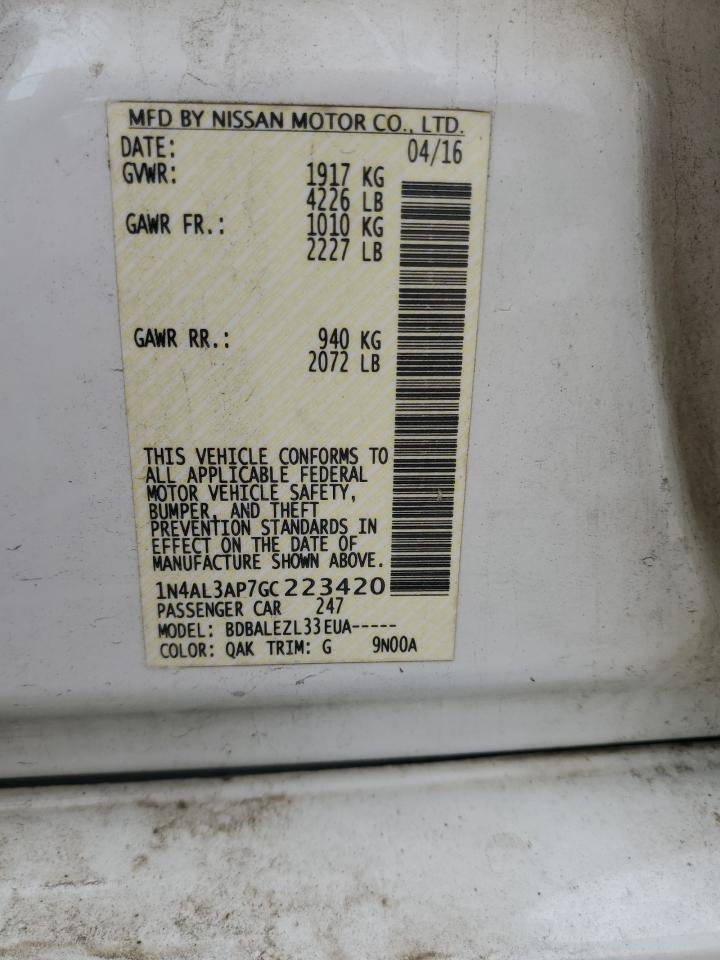 MFD BY NISSAN MOTOR CO., LTD.
DATE: 04/16
GVWR: 1917 KG
4226 LB
GAWR FR.: 1010 KG
2227 LB
GAWR RR.: 940 KG
2072 LB
THIS VEHICLE CONFORMS TO
ALL APPLICABLE FEDERAL
MOTOR VEHICLE SAFETY,
BUMPER, AND THEFT
PREVENTION STANDARDS IN
EFFECT ON THE DATE OF
MANUFACTURE SHOWN ABOVE.
1N4AL3AP7GC223420
PASSENGER CAR 247
MODEL: BDBALEZL33EUA-----
COLOR: QAK TRIM: G 9N00A